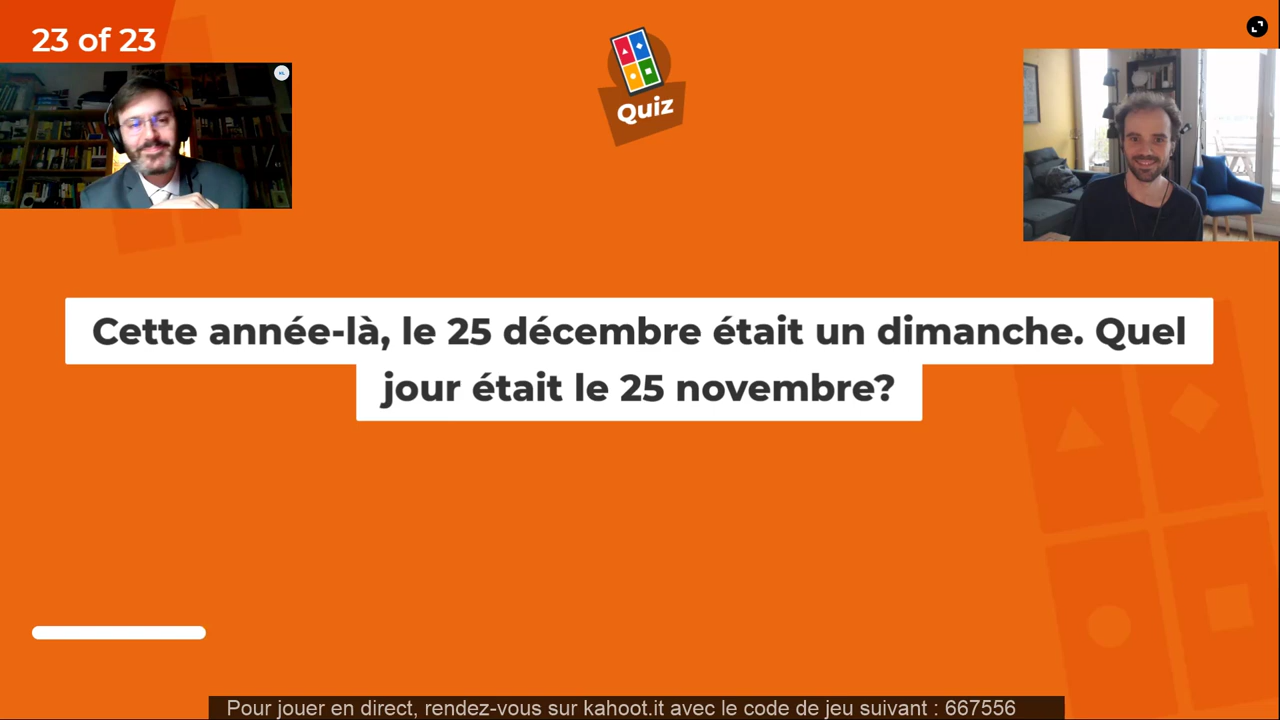 23 of 23
Quiz
Cette année-là, le 25 décembre était un dimanche. Quel
jour était le 25 novembre?
Pour jouer en direct, rendez-vous sur kahoot.it avec le code de jeu suivant : 667556